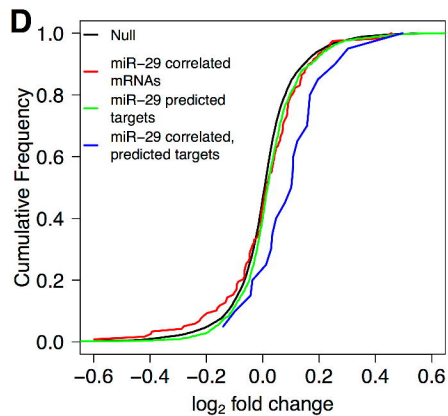 D
Null
miR−29 correlated
mRNAs
miR−29 predicted
targets
miR−29 correlated,
predicted targets
Cumulative Frequency
1.0
0.8
0.6
0.4
0.2
0.0
−0.6 −0.4 −0.2 0.0 0.2 0.4 0.6
log2 fold change